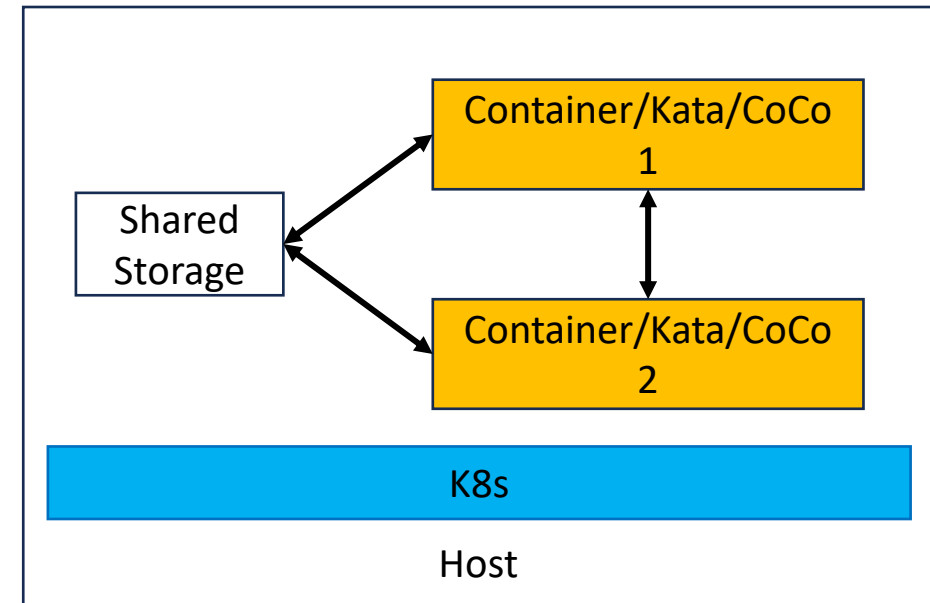 Container/Kata/CoCo
1
Shared
Storage
Container/Kata/CoCo
2
K8s
Host